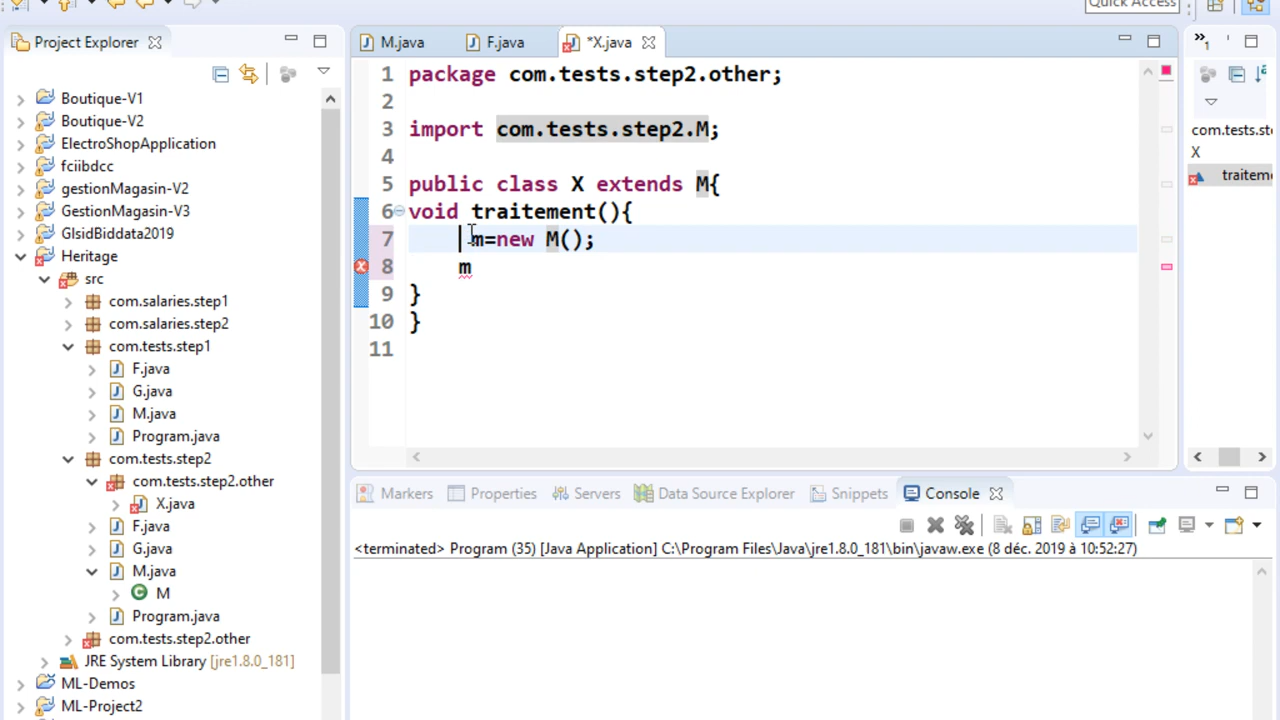 Quick Access
Project Explorer
M.java
F.java
*X.java
»1
Boutique-V1
Boutique-V2
ElectroShopApplication
fciibdcc
gestionMagasin-V2
GestionMagasin-V3
GlsidBiddata2019
Heritage
src
com.salaries.step1
com.salaries.step2
com.tests.step1
F.java
G.java
M.java
Program.java
com.tests.step2
com.tests.step2.other
X.java
F.java
G.java
M.java
M
Program.java
com.tests.step2.other
JRE System Library [jre1.8.0_181]
ML-Demos
ML-Project2
1 package com.tests.step2.other;
2
3 import com.tests.step2.M;
4
5 public class X extends M{
6 void traitement(){
7 m=new M();
8 m
9 }
10 }
11
com.tests.st
X
traiteme
Markers
Properties
Servers
Data Source Explorer
Snippets
Console
<terminated> Program (35) [Java Application] C:\Program Files\Java\jre1.8.0_181\bin\javaw.exe (8 déc. 2019 à 10:52:27)